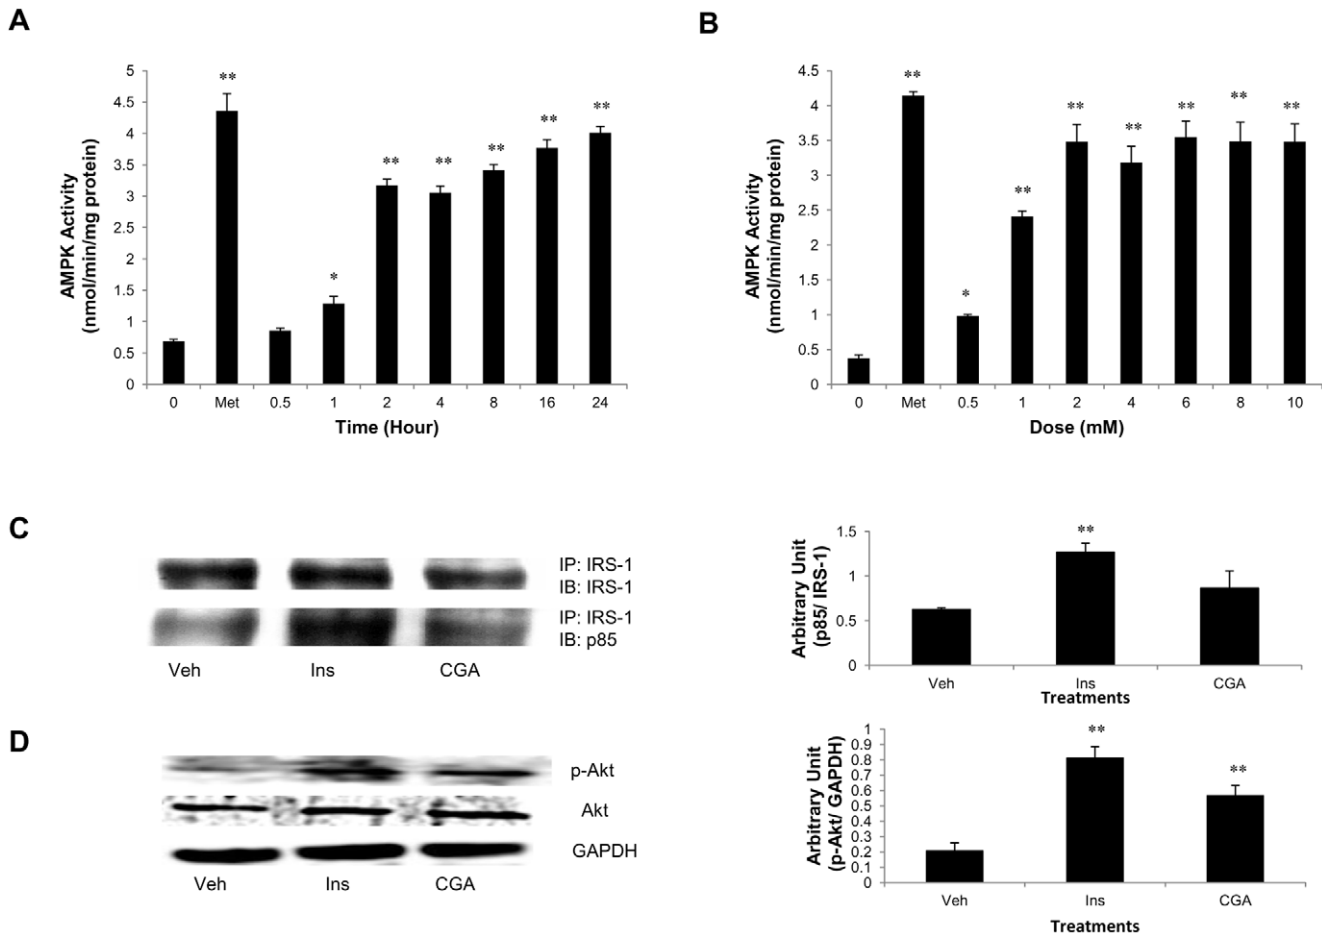 A
AMPK Activity
(nmol/min/mg protein)
5
4.5
4
3.5
3
2.5
2
1.5
1
0.5
0
**
*
**
**
**
**
**
0 Met 0.5 1 2 4 8 16 24
Time (Hour)
B
AMPK Activity
(nmol/min/mg protein)
4.5
4
3.5
3
2.5
2
1.5
1
0.5
0
**
*
**
**
**
**
**
**
0 Met 0.5 1 2 4 6 8 10
Dose (mM)
C
IP: IRS-1
IB: IRS-1
IP: IRS-1
IB: p85
Veh Ins CGA
Arbitrary Unit
(p85/ IRS-1)
1.5
1
0.5
0
**
Veh Ins CGA
Treatments
D
p-Akt
Akt
GAPDH
Veh Ins CGA
Arbitrary Unit
(p-Akt/ GAPDH)
1
0.9
0.8
0.7
0.6
0.5
0.4
0.3
0.2
0.1
0
**
**
Veh Ins CGA
Treatments